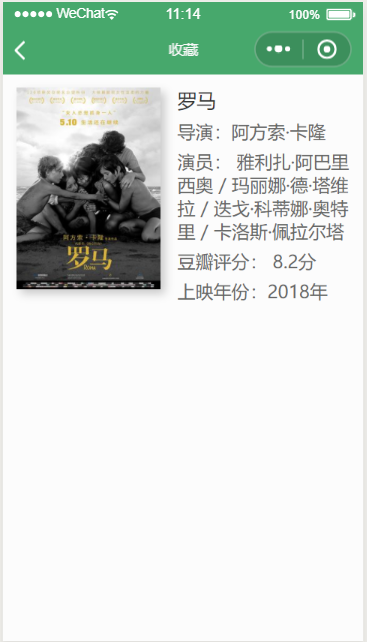 WeChat 11:14 100%
收藏
5.10
阿方索·卡隆
罗马
Roma
罗马
导演：阿方索·卡隆
演员： 雅利扎·阿巴里
西奥 / 玛丽娜·德·塔维
拉 / 迭戈·科蒂娜·奥特
里 / 卡洛斯·佩拉尔塔
豆瓣评分： 8.2分
上映年份：2018年